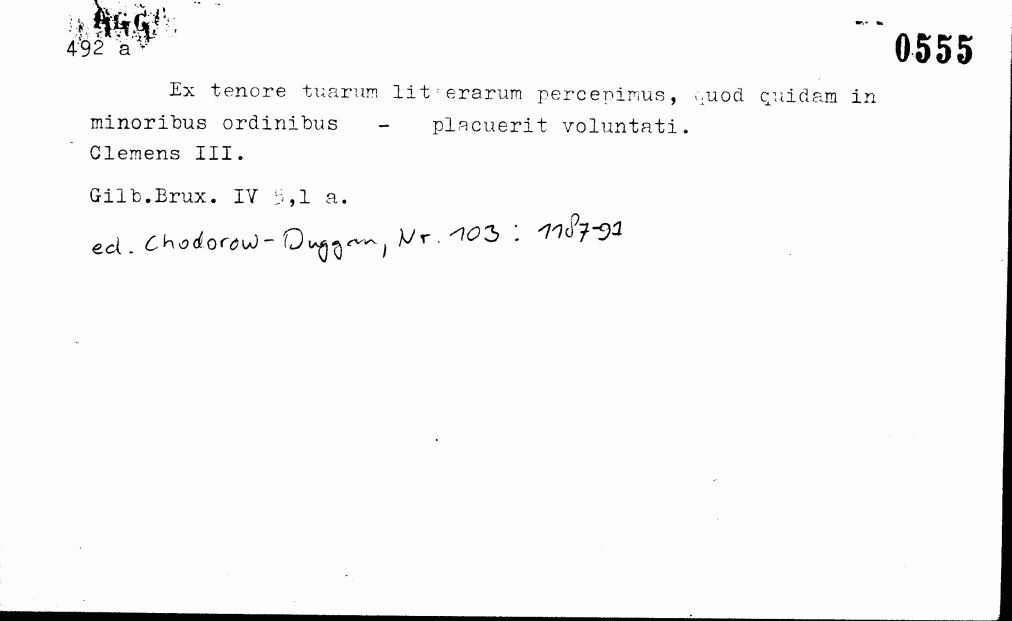 492 a
0555
Ex tenore tuarum litterarum percepimus, quod quidam in
minoribus ordinibus - placuerit voluntati.
Clemens III.
Gilb.Brux. IV 5,1 a.
ed. Chodorow-Duggan, Nr. 103 : 1187-91